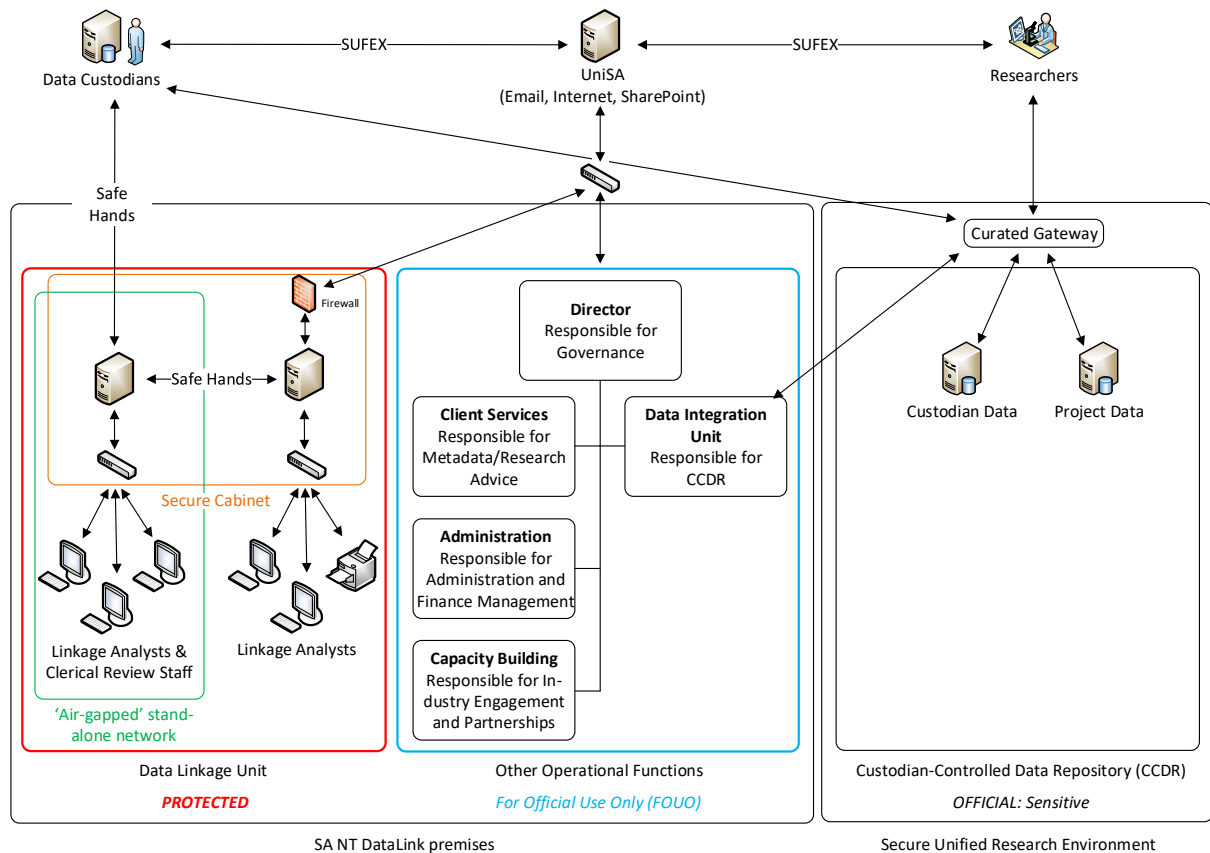 SUFEX
SUFEX
Data Custodians
UniSA
(Email, Internet, SharePoint)
Researchers
Safe
Hands
Curated Gateway
Firewall
Safe Hands
Secure Cabinet
Linkage Analysts &
Clerical Review Staff
Linkage Analysts
‘Air-gapped’ stand-
alone network
Director
Responsible for
Governance
Client Services
Responsible for
Metadata/Research
Advice
Data Integration
Unit
Responsible for
CCDR
Administration
Responsible for
Administration and
Finance Management
Capacity Building
Responsible for In-
dustry Engagement
and Partnerships
Custodian Data
Project Data
Data Linkage Unit
PROTECTED
Other Operational Functions
For Official Use Only (FOUO)
Custodian-Controlled Data Repository (CCDR)
OFFICIAL: Sensitive
SA NT DataLink premises
Secure Unified Research Environment